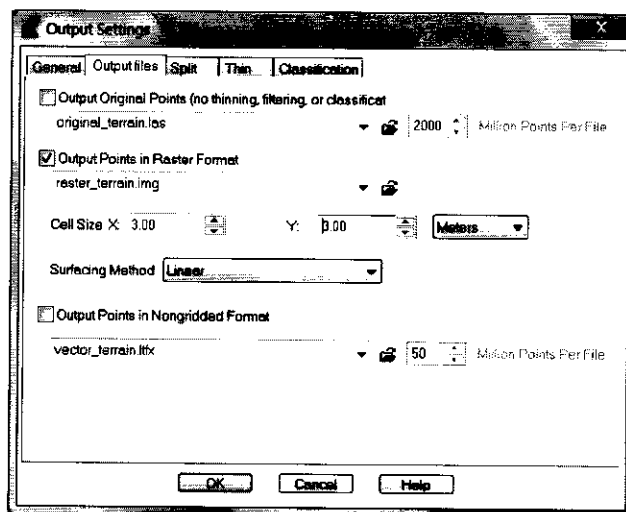 Output Settings
X
General Output files Split Thin Classification
Output Original Points (no thinning, filtering, or classificat
original_terrain.las 2000 Million Points Per File
Output Points in Raster Format
raster_terrain.img
Cell Size X: 3.00 Y: 3.00 Meters
Surfacing Method Linear
Output Points in Nongridded Format
vector_terrain.ltfx 50 Million Points Per File
OK Cancel Help